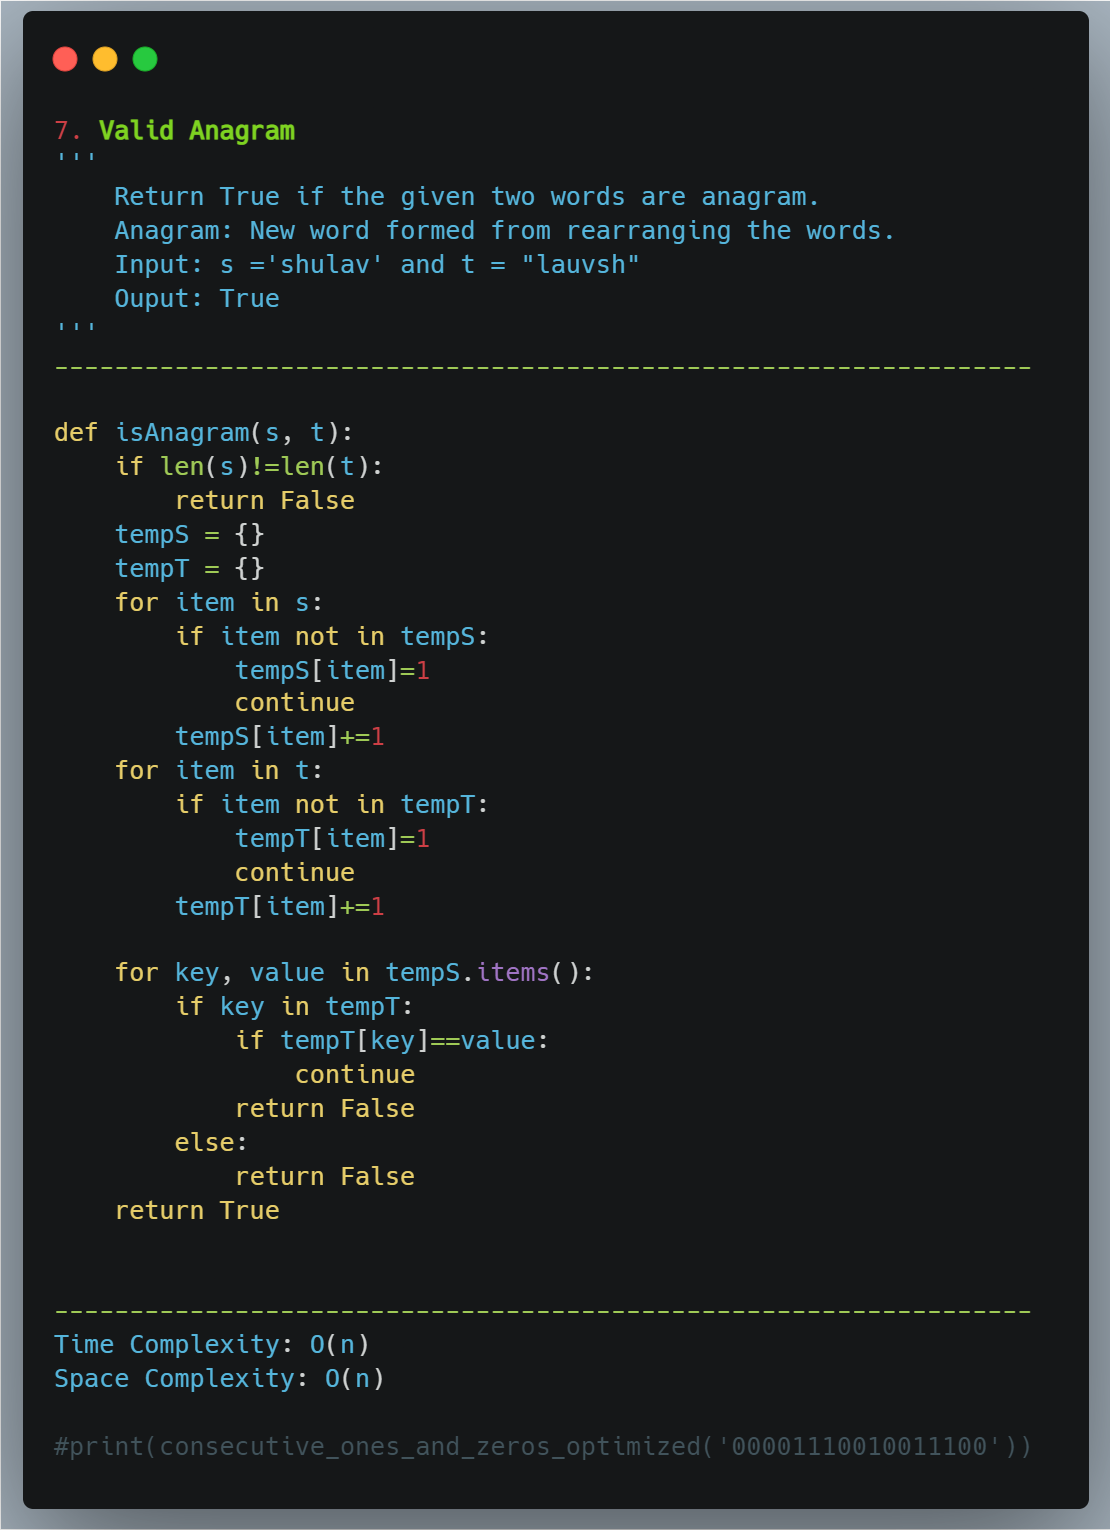 7. Valid Anagram
'''
    Return True if the given two words are anagram.
    Anagram: New word formed from rearranging the words.
    Input: s ='shulav' and t = "lauvsh"
    Ouput: True
'''
-----------------------------------------------------------------
def isAnagram(s, t):
    if len(s)!=len(t):
        return False
    tempS = {}
    tempT = {}
    for item in s:
        if item not in tempS:
            tempS[item]=1
            continue
        tempS[item]+=1
    for item in t:
        if item not in tempT:
            tempT[item]=1
            continue
        tempT[item]+=1
    for key, value in tempS.items():
        if key in tempT:
            if tempT[key]==value:
                continue
            return False
        else:
            return False
    return True
-----------------------------------------------------------------
Time Complexity: O(n)
Space Complexity: O(n)
#print(consecutive_ones_and_zeros_optimized('00001110010011100'))